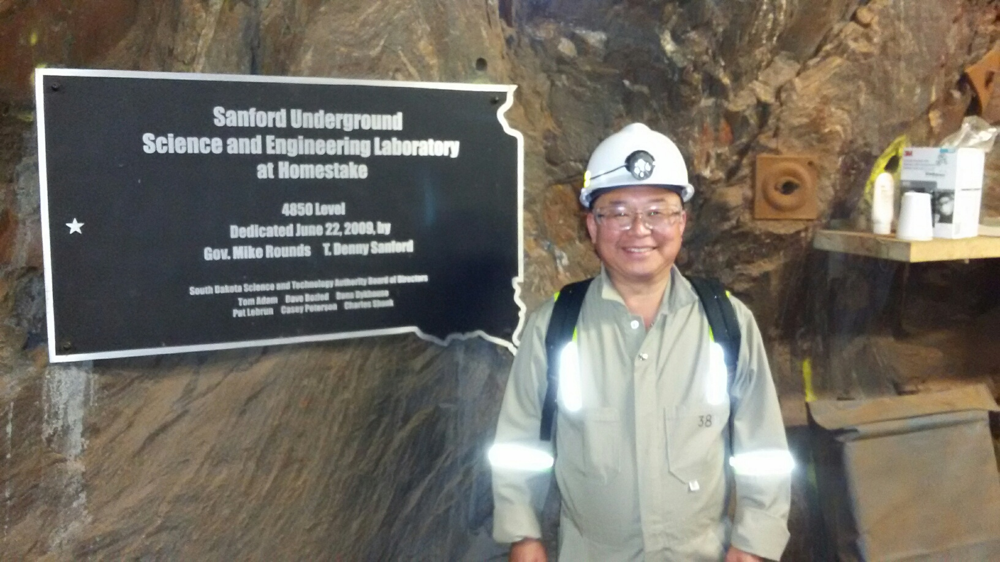 Sanford Underground
Science and Engineering Laboratory
at Homestake
4850 Level
Dedicated June 22, 2009, by
Gov. Mike Rounds T. Denny Sanford
South Dakota Science and Technology Authority Board of Directors
Tom Adam Dave Bozied Dana Dykhouse
Pat Lebrun Casey Peterson
38
3M